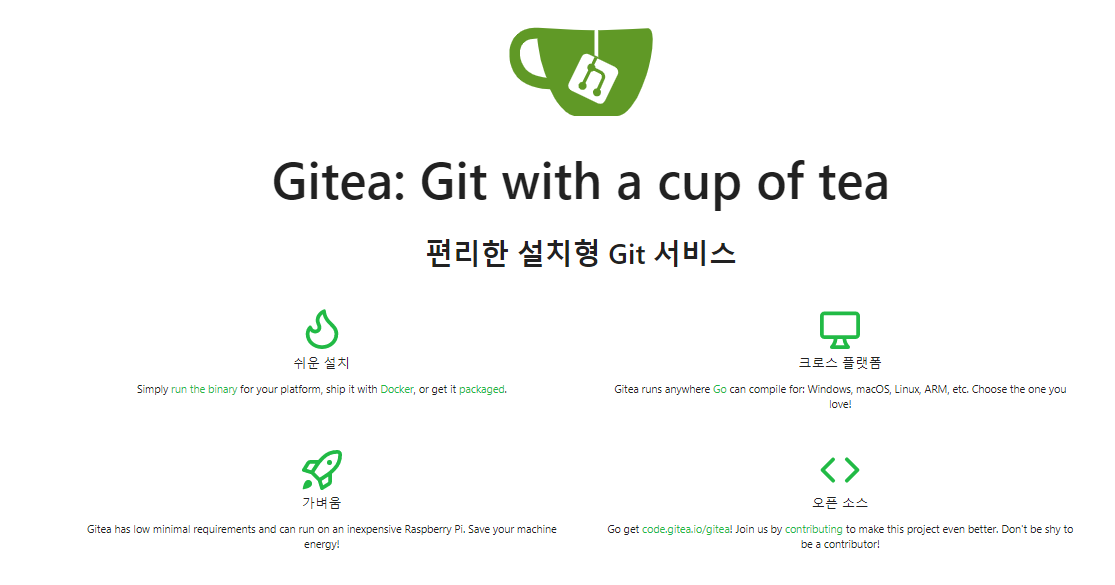 Gitea: Git with a cup of tea
편리한 설치형 Git 서비스
쉬운 설치
Simply run the binary for your platform, ship it with Docker, or get it packaged.
크로스 플랫폼
Gitea runs anywhere Go can compile for: Windows, macOS, Linux, ARM, etc. Choose the one you
love!
가벼움
Gitea has low minimal requirements and can run on an inexpensive Raspberry Pi. Save your machine
energy!
오픈 소스
Go get code.gitea.io/gitea! Join us by contributing to make this project even better. Don't be shy to
be a contributor!